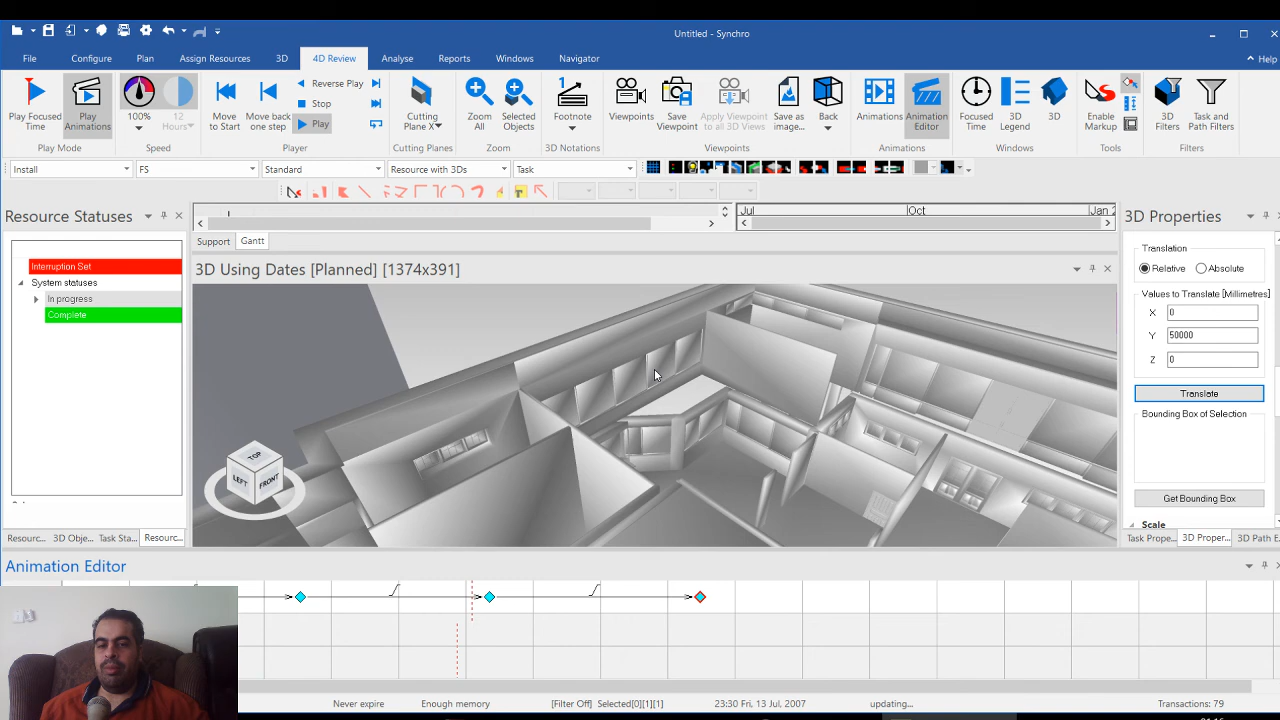 Untitled - Synchro
File Configure Plan Assign Resources 3D 4D Review Analyse Reports Windows Navigator Help
Play Focused Time
Play Animations
Play Mode
100%
12 Hours
Speed
Move to Start
Move back one step
Reverse Play
Stop
Play
Player
Cutting Plane X
Cutting Planes
Zoom All
Selected Objects
Zoom
Footnote
3D Notations
Viewpoints
Save Viewpoint
Apply to all 3D Views
Save as image...
Back
Viewpoints
Animations
Animation Editor
Animations
Focused Time
3D Legend
3D
Windows
Enable Markup
Tools
3D Filters
Task and Path Filters
Filters
Install FS Standard Resource with 3Ds Task
Resource Statuses
Interruption Set
System statuses
In progress
Complete
Resourc... 3D Obje... Task Sta... Resourc...
Jul Oct Jan 2
Support Gantt
3D Using Dates [Planned] [1374x391]
TOP
LEFT FRONT
3D Properties
Translation
Relative Absolute
Values to Translate [Millimetres]
X 0
Y 50000
Z 0
Translate
Bounding Box of Selection
Get Bounding Box
Scale
Task Prope... 3D Proper... 3D Path E...
Animation Editor
Never expire Enough memory [Filter Off] Selected[0][1][1] 23:30 Fri, 13 Jul, 2007 updating... Transactions: 79